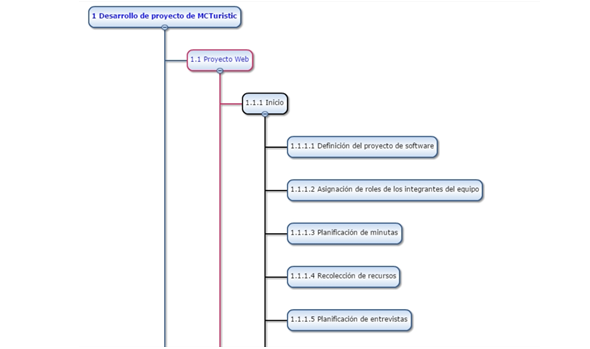 1 Desarrollo de proyecto de MCTuristic
1.1 Proyecto Web
1.1.1 Inicio
1.1.1.1 Definición del proyecto de software
1.1.1.2 Asignación de roles de los integrantes del equipo
1.1.1.3 Planificación de minutas
1.1.1.4 Recolección de recursos
1.1.1.5 Planificación de entrevistas